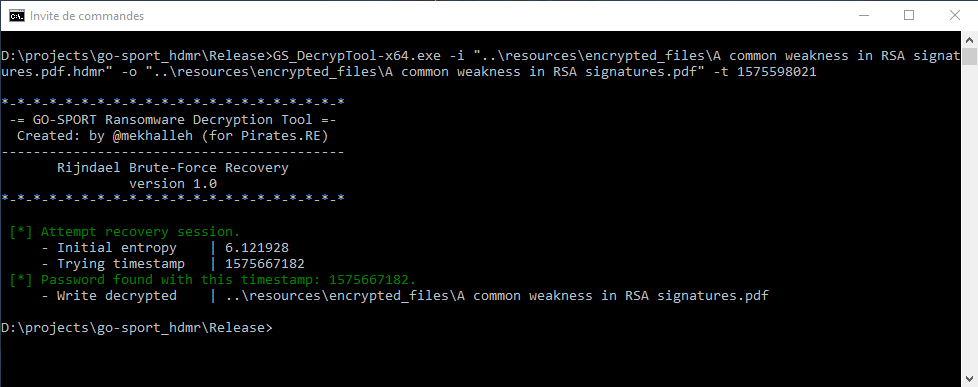 Invite de commandes
D:\projects\go-sport_hdmr\Release>GS_DecrypTool-x64.exe -i "..\resources\encrypted_files\A common weakness in RSA signat
ures.pdf.hdmr" -o "..\resources\encrypted_files\A common weakness in RSA signatures.pdf" -t 1575598021
*-*-*-*-*-*-*-*-*-*-*-*-*-*-*-*-*-*-*-*-*-*
-= GO-SPORT Ransomware Decryption Tool =-
Created: by @mekhalleh (for Pirates.RE)
-------------------------------------------
Rijndael Brute-Force Recovery
version 1.0
*-*-*-*-*-*-*-*-*-*-*-*-*-*-*-*-*-*-*-*-*-*
[*] Attempt recovery session.
- Initial entropy | 6.121928
- Trying timestamp | 1575667182
[*] Password found with this timestamp: 1575667182.
- Write decrypted | ..\resources\encrypted_files\A common weakness in RSA signatures.pdf
D:\projects\go-sport_hdmr\Release>